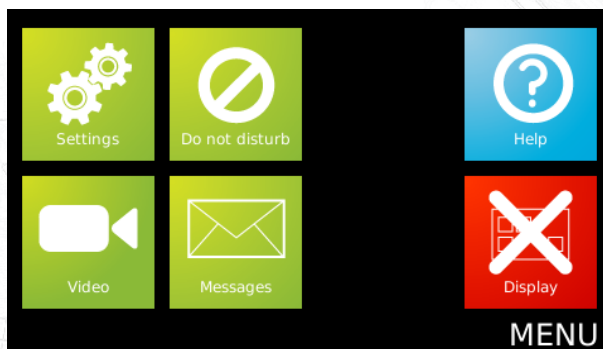 Settings
Do not disturb
Help
Video
Messages
Display
MENU